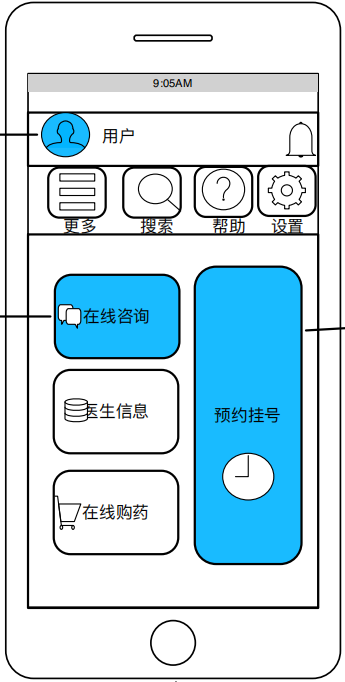 9:05AM
用户
更多 搜索 帮助 设置
在线咨询
医生信息
预约挂号
在线购药